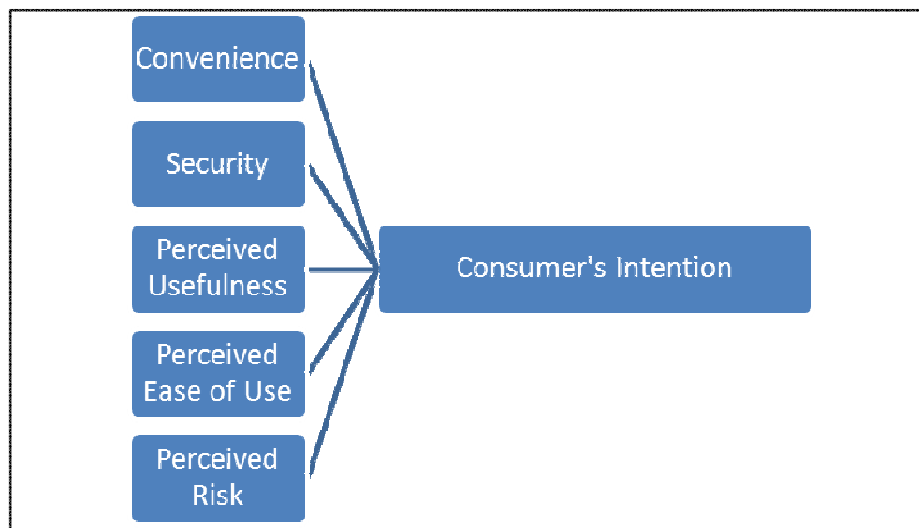 Convenience
Security
Perceived
Usefulness
Consumer's Intention
Perceived
Ease of Use
Perceived
Risk